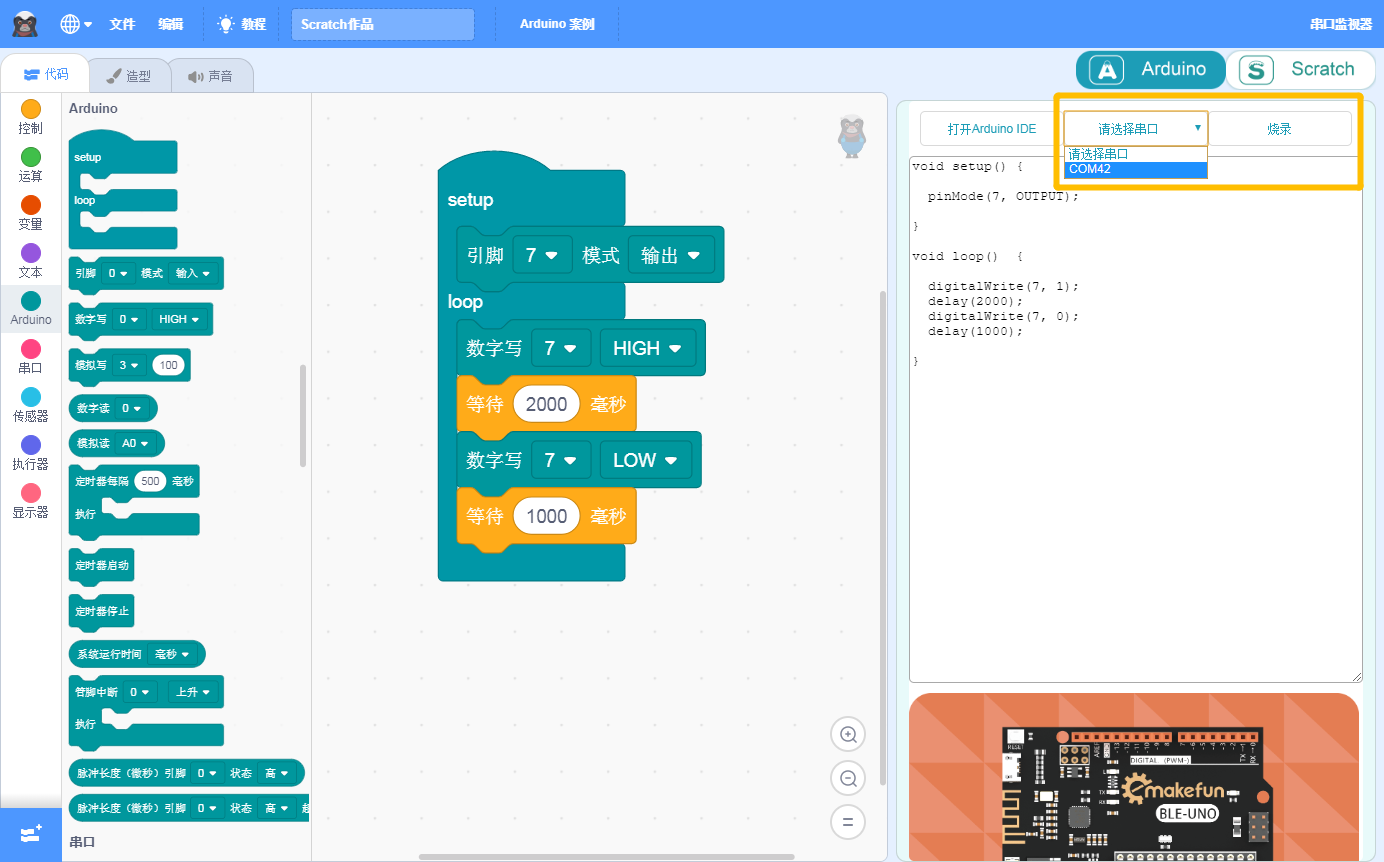 文件 编辑 教程 Scratch作品 Arduino 案例 串口监视器
代码 造型 声音
Arduino Scratch
控制
运算
变量
文本
Arduino
串口
传感器
执行器
显示器
Arduino
setup
loop
引脚 0 模式 输入
数字写 0 HIGH
模拟写 3 100
数字读 0
模拟读 A0
定时器每隔 500 毫秒
执行
定时器启动
定时器停止
系统运行时间 毫秒
管脚中断 0 上升
执行
脉冲长度（微秒）引脚 0 状态 高
脉冲长度（微秒）引脚 0 状态 高
串口
setup
引脚 7 模式 输出
loop
数字写 7 HIGH
等待 2000 毫秒
数字写 7 LOW
等待 1000 毫秒
打开Arduino IDE 请选择串口 烧录
请选择串口
COM42
void setup() {
pinMode(7, OUTPUT);
}
void loop() {
digitalWrite(7, 1);
delay(2000);
digitalWrite(7, 0);
delay(1000);
}
RESET
DIGITAL (PWM~)
emakefun
BLE-UNO